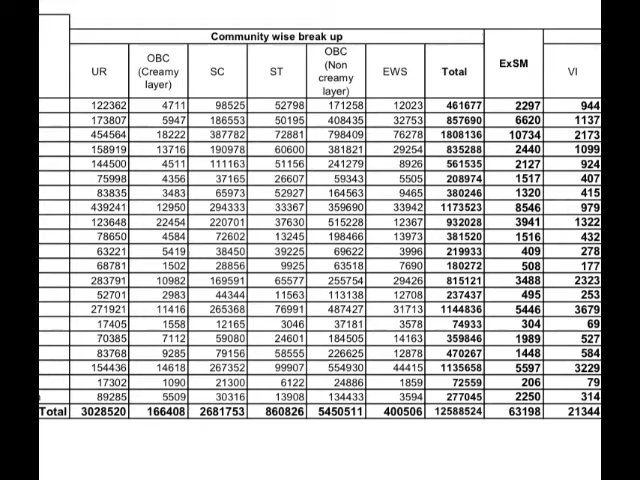 Community wise break up
UR OBC (Creamy layer) SC ST OBC (Non creamy layer) EWS Total ExSM VI
122362 4711 98525 52798 171258 12023 461677 2297 944
173807 5947 186553 50195 408435 32753 857690 6620 1137
454564 18222 387782 72881 798409 76278 1808136 10734 2173
158919 13716 190978 60600 381821 29254 835288 2440 1099
144500 4511 111163 51156 241279 8926 561535 2127 924
75998 4356 37165 26607 59343 5505 208974 1517 407
83835 3483 65973 52927 164563 9465 380246 1320 415
439241 12950 294333 33367 359690 33942 1173523 8546 979
123648 22454 220701 37630 515228 12367 932028 3941 1322
78650 4584 72602 13245 198466 13973 381520 1516 432
63221 5419 38450 39225 69622 3996 219933 409 278
68781 1502 28856 9925 63518 7690 180272 508 177
283791 10982 169591 65577 255754 29426 815121 3488 2323
52701 2983 44344 11563 113138 12708 237437 495 253
271921 11416 265368 76991 487427 31713 1144836 5446 3679
17405 1558 12165 3046 37181 3578 74933 304 69
70385 7112 59080 24601 184505 14163 359846 1989 527
83768 9285 79156 58555 226625 12878 470267 1448 584
154436 14618 267352 99907 554930 44415 1135658 5597 3229
17302 1090 21300 6122 24886 1859 72559 206 79
89285 5509 30316 13908 134433 3594 277045 2250 314
Total 3028520 166408 2681753 860826 5450511 400506 12588524 63198 21344